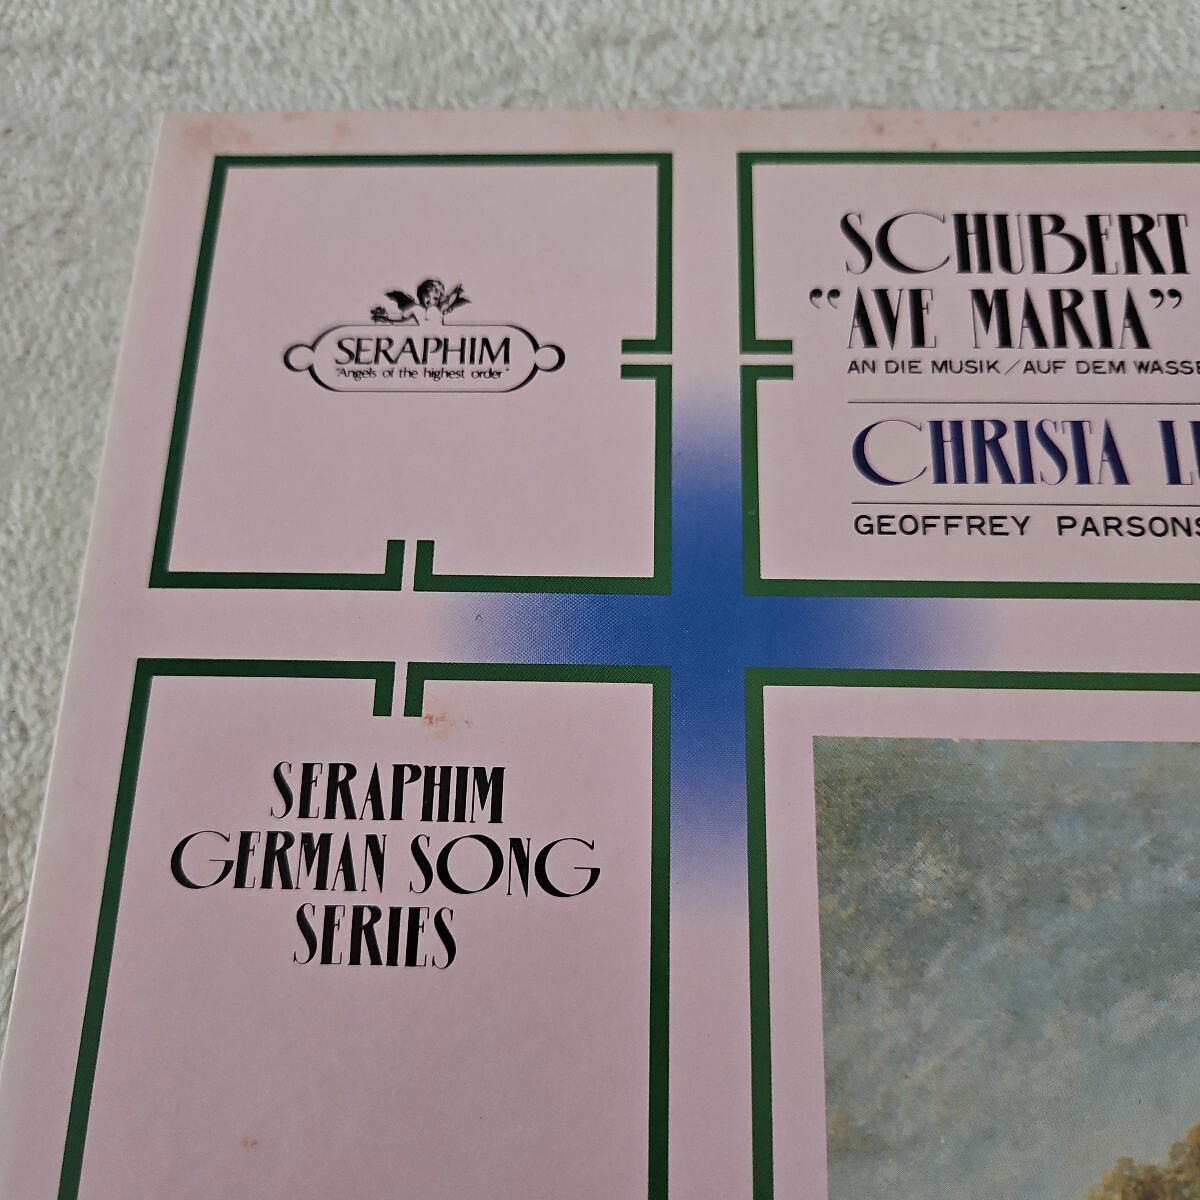 SERAPHIM
"Angels of the highest order"
SCHUBERT
“AVE MARIA”
AN DIE MUSIK/AUF DEM WASSE
CHRISTA
GEOFFREY PARSONS
SERAPHIM
GERMAN SONG
SERIES